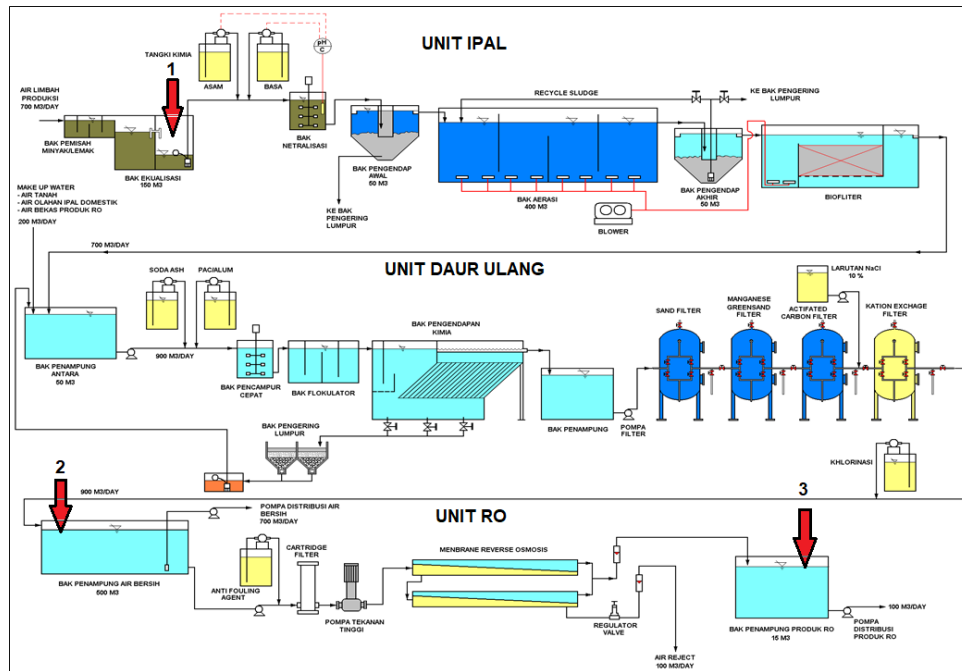 UNIT IPAL
TANGKI KIMIA
ASAM
BASA
pH
C
1
AIR LIMBAH
PRODUKSI
700 M3/DAY
BAK PEMISAH
MINYAK/LEMAK
BAK EKUALISASI
150 M3
BAK
NETRALISASI
BAK PENGENDAP
AWAL
50 M3
KE BAK
PENGERING
LUMPUR
RECYCLE SLUDGE
KE BAK PENGERING
LUMPUR
BAK AERASI
400 M3
BLOWER
BAK PENGENDAP
AKHIR
50 M3
BIOFLITER
MAKE UP WATER
- AIR TANAH
- AIR OLAHAN IPAL DOMESTIK
- AIR BEKAS PRODUK RO
200 M3/DAY
700 M3/DAY
UNIT DAUR ULANG
SODA ASH
PAC/ALUM
BAK PENAMPUNG
ANTARA
50 M3
900 M3/DAY
BAK PENCAMPUR
CEPAT
BAK FLOKULATOR
BAK PENGENDAPAN
KIMIA
BAK PENGERING
LUMPUR
BAK PENAMPUNG
POMPA
FILTER
SAND FILTER
MANGANESE
GREENSAND
FILTER
LARUTAN NaCl
10 %
ACTIFATED
CARBON FILTER
KATION EXCHAGE
FILTER
KHLORINASI
2
900 M3/DAY
UNIT RO
3
POMPA DISTRIBUSI AIR
BERSIH
700 M3/DAY
BAK PENAMPUNG AIR BERSIH
500 M3
ANTI FOULING
AGENT
CARTRIDGE
FILTER
POMPA TEKANAN
TINGGI
MENBRANE REVERSE OSMOSIS
REGULATOR
VALVE
AIR REJECT
100 M3/DAY
BAK PENAMPUNG PRODUK RO
15 M3
100 M3/DAY
POMPA
DISTRIBUSI
PRODUK RO